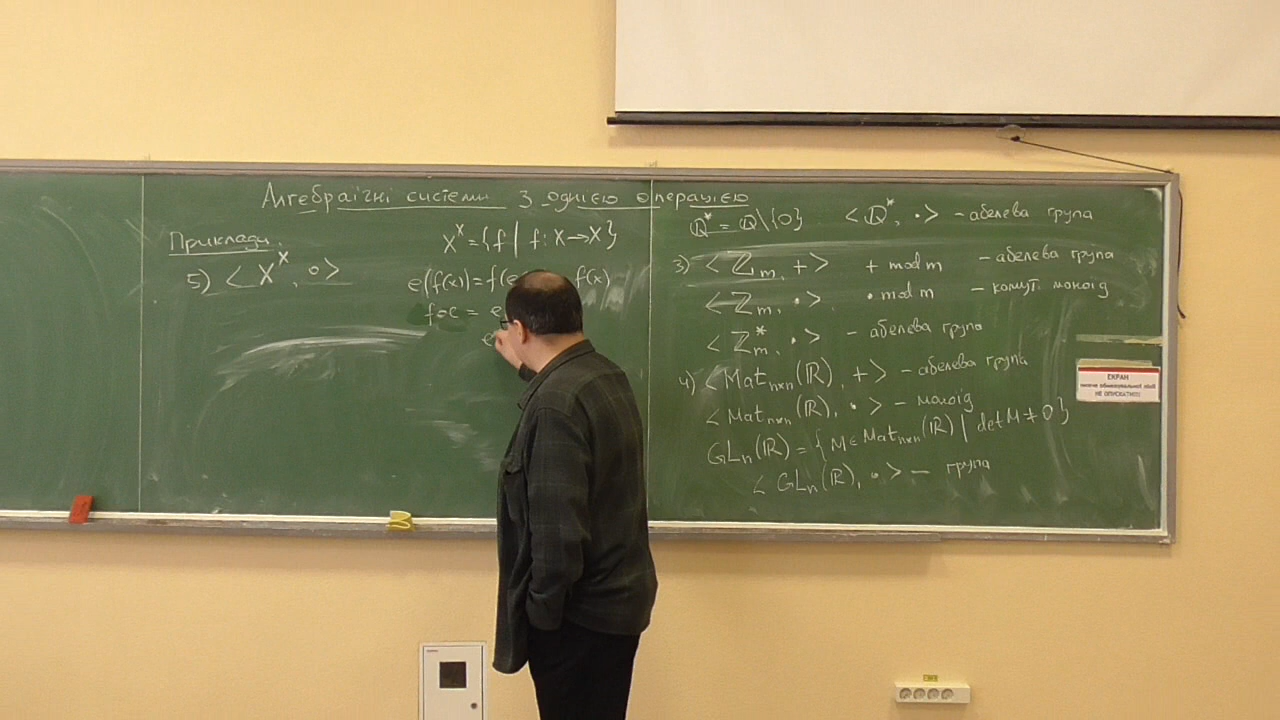 Алгебраїчні системи з однією операцією
Приклади:
5) < X^X, ∘ >
X^X = {f | f: X→X}
e(f(x)) = f(e f(x)
f∘e = e
e
Q* = Q\{0} < Q*, · > – абелева група
3) < Z_m, + > + mod m – абелева група
< Z_m, · > · mod m – комут. моноїд
< Z*_m, · > – абелева група
4) < Mat_{n×n}(ℝ), + > – абелева група
< Mat_{n×n}(ℝ), · > – моноїд
GL_n(ℝ) = {M ∈ Mat_{n×n}(ℝ) | det M ≠ 0}
< GL_n(ℝ), · > – група
ЕКРАН
НЕ ОПУСКАТИ!!!